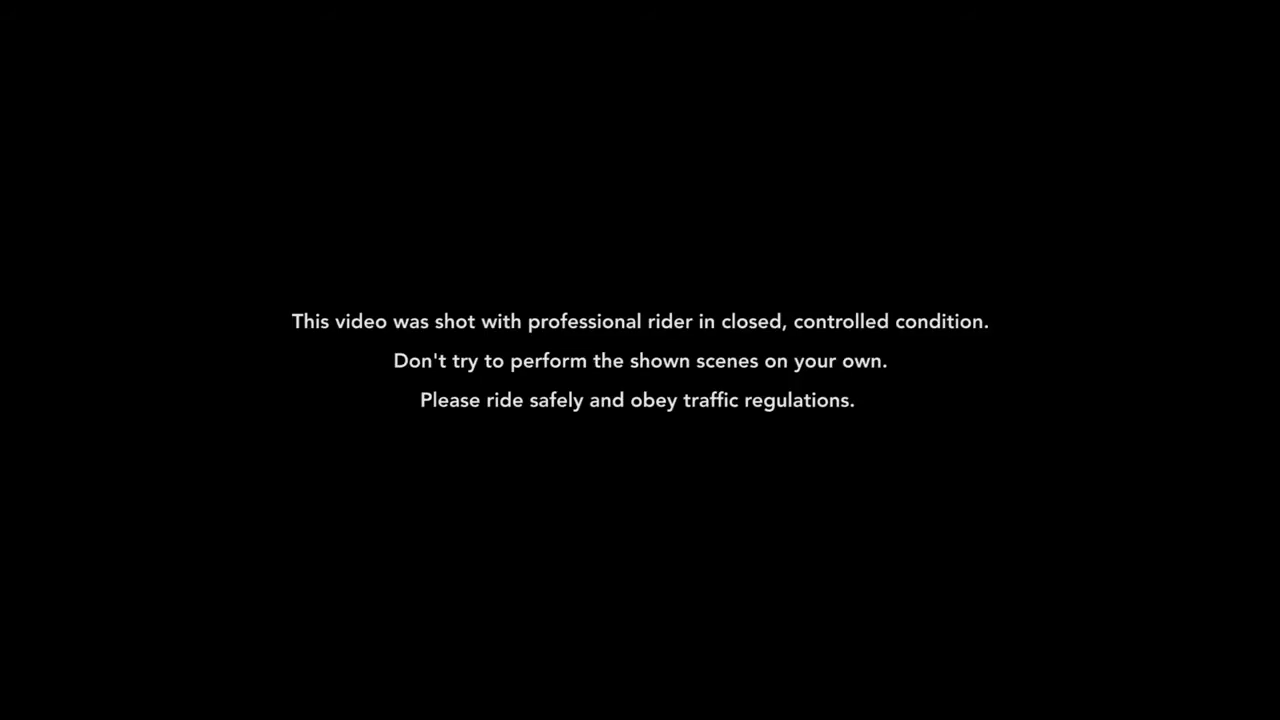 This video was shot with professional rider in closed, controlled condition.
Don't try to perform the shown scenes on your own.
Please ride safely and obey traffic regulations.